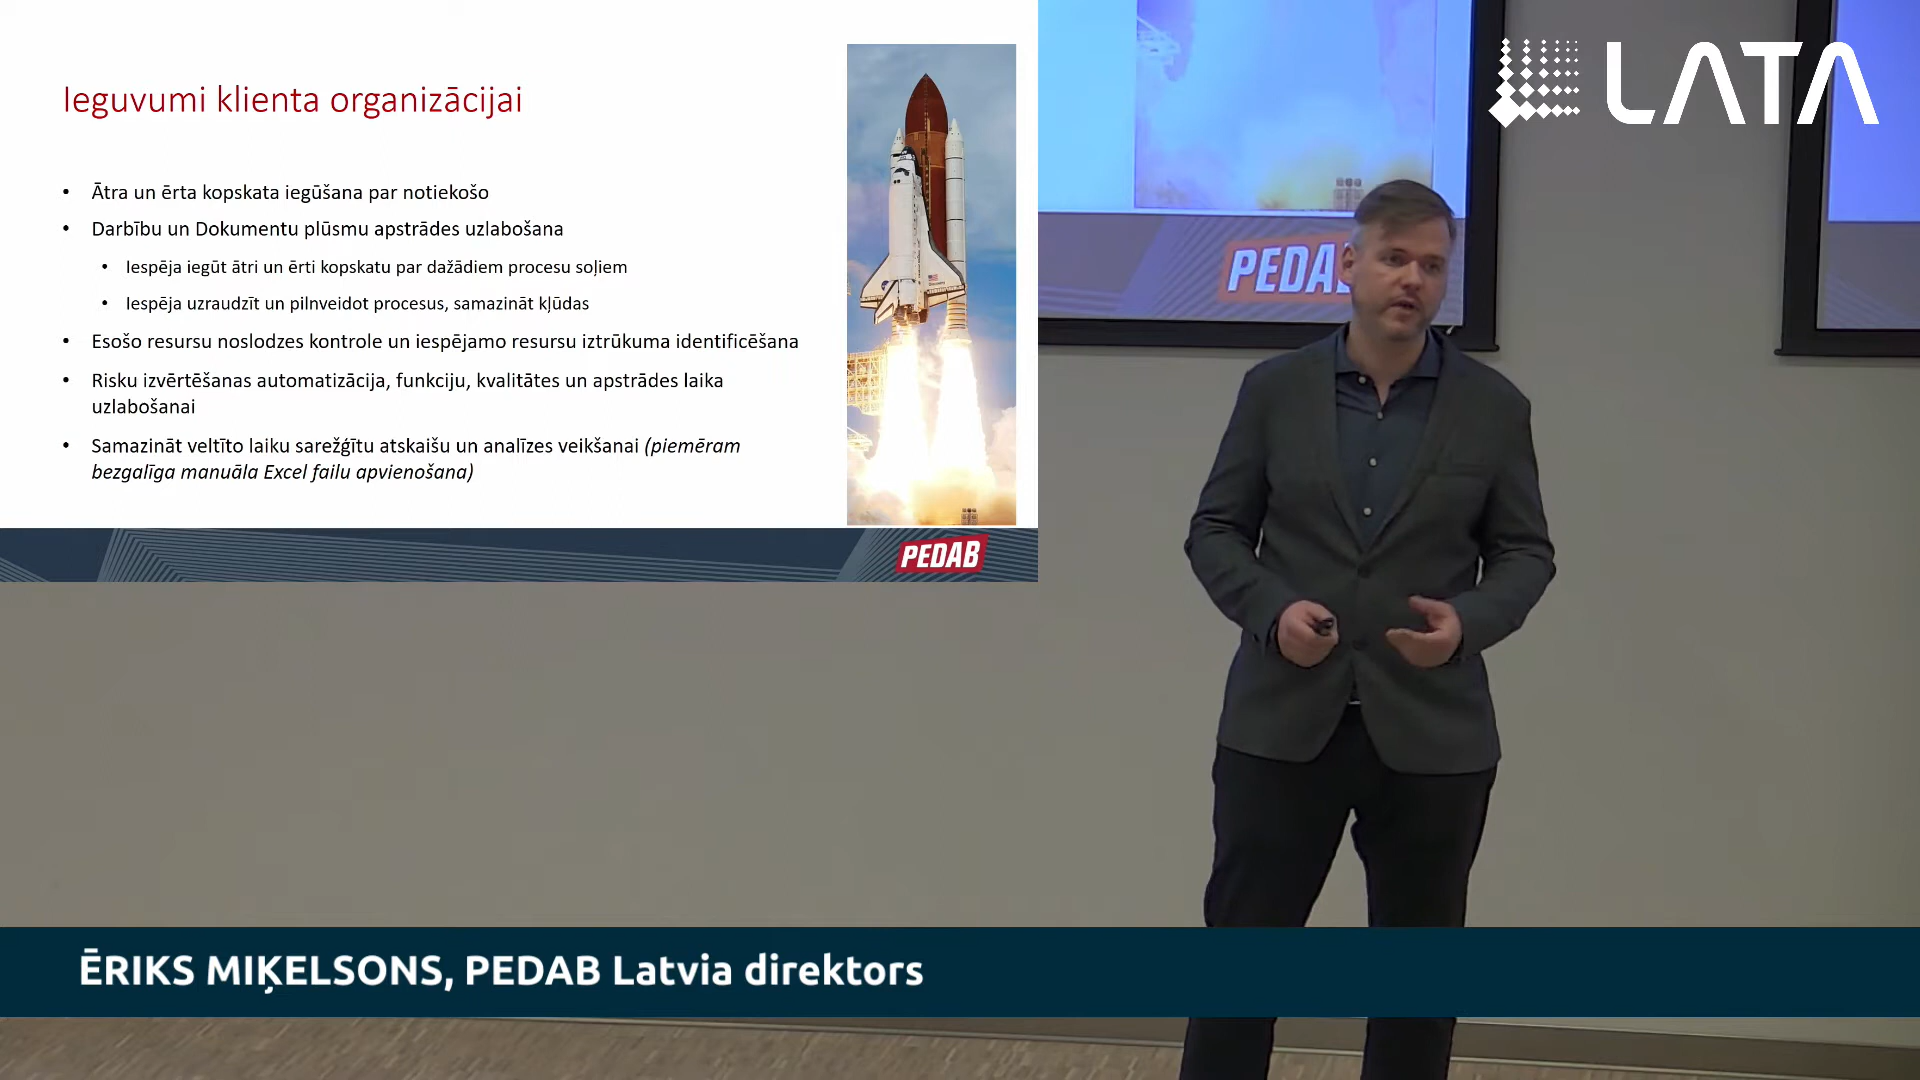 Ieguvumi klienta organizācijai
• Ātra un ērta kopskata iegūšana par notiekošo
• Darbību un Dokumentu plūsmu apstrādes uzlabošana
• Iespēja iegūt ātri un ērti kopskatu par dažādiem procesu soļiem
• Iespēja uzraudzīt un pilnveidot procesus, samazināt kļūdas
• Esošo resursu noslodzes kontrole un iespējamo resursu iztrūkuma identificēšana
• Risku izvērtēšanas automatizācija, funkciju, kvalitātes un apstrādes laika
uzlabošanai
• Samazināt veltīto laiku sarežģītu atskaišu un analīzes veikšanai (piemēram
bezgalīga manuāla Excel failu apvienošana)
PEDAB
LATA
PEDA
ĒRIKS MIĶELSONS, PEDAB Latvia direktors